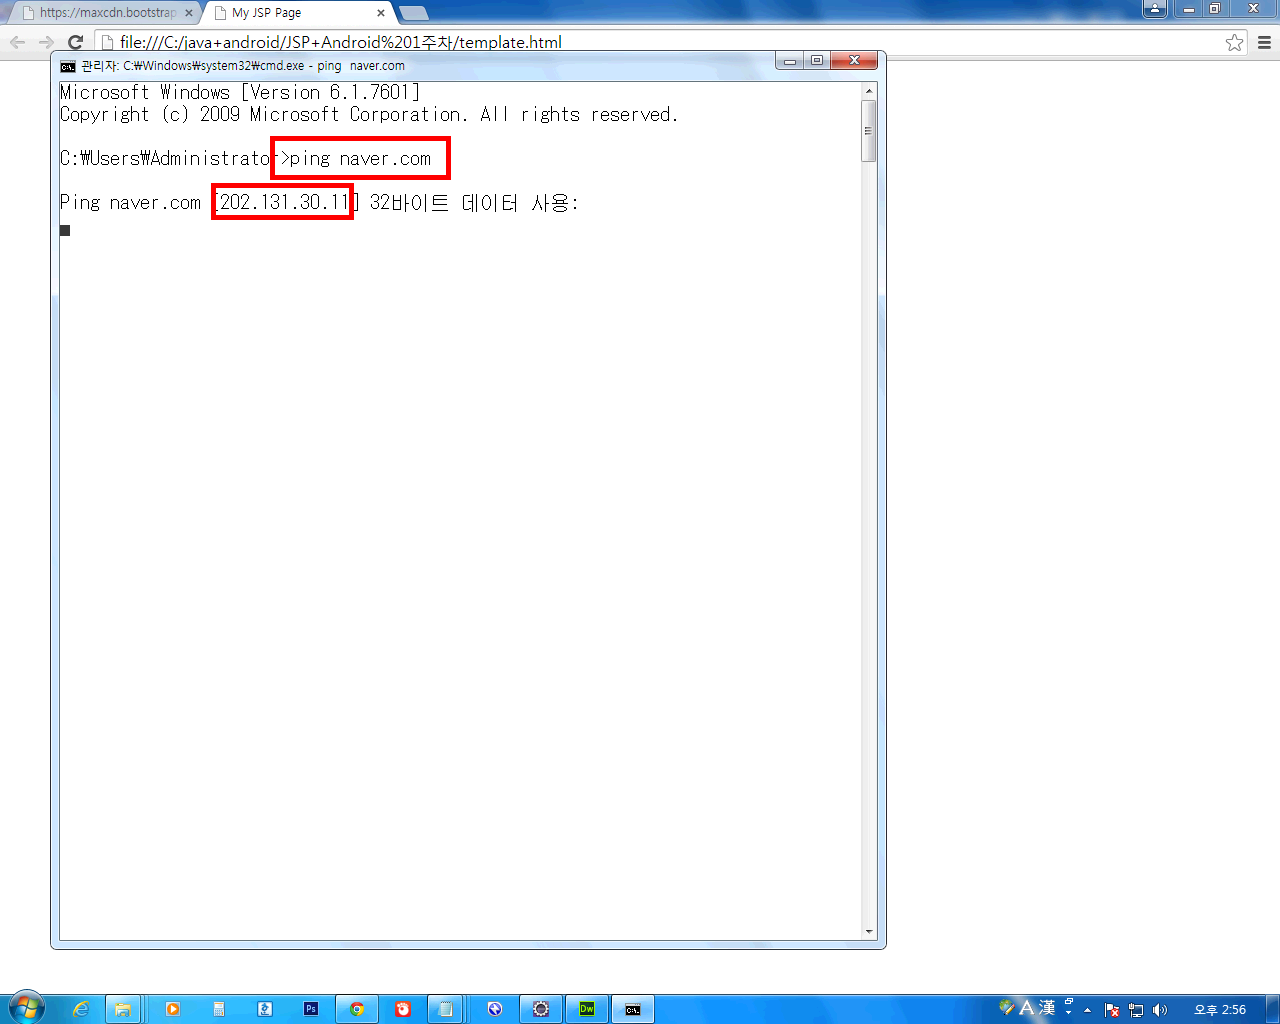 https://maxcdn.bootstrap
My JSP Page
file:///C:/java+android/JSP+Android%201주차/template.html
관리자: C:₩Windows₩system32₩cmd.exe - ping  naver.com
Microsoft Windows [Version 6.1.7601]
Copyright (c) 2009 Microsoft Corporation. All rights reserved.
C:₩Users₩Administrator>ping naver.com
Ping naver.com [202.131.30.11] 32바이트 데이터 사용:
Ps
Dw
C:\.
A 漢
오후 2:56